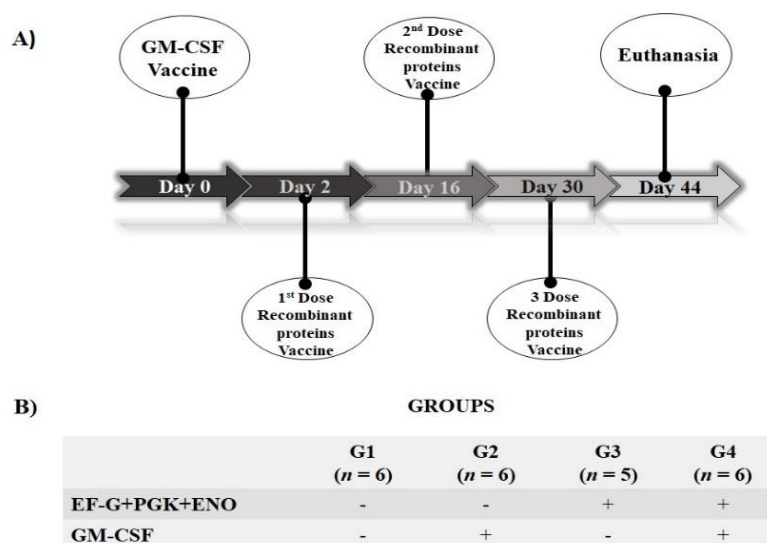 A)
GM-CSF
Vaccine
2nd Dose
Recombinant
proteins
Vaccine
Euthanasia
Day 0 Day 2 Day 16 Day 30 Day 44
1st Dose
Recombinant
proteins
Vaccine
3 Dose
Recombinant
proteins
Vaccine
B) GROUPS
G1 G2 G3 G4
(n = 6) (n = 6) (n = 5) (n = 6)
EF-G+PGK+ENO - - + +
GM-CSF - + - +